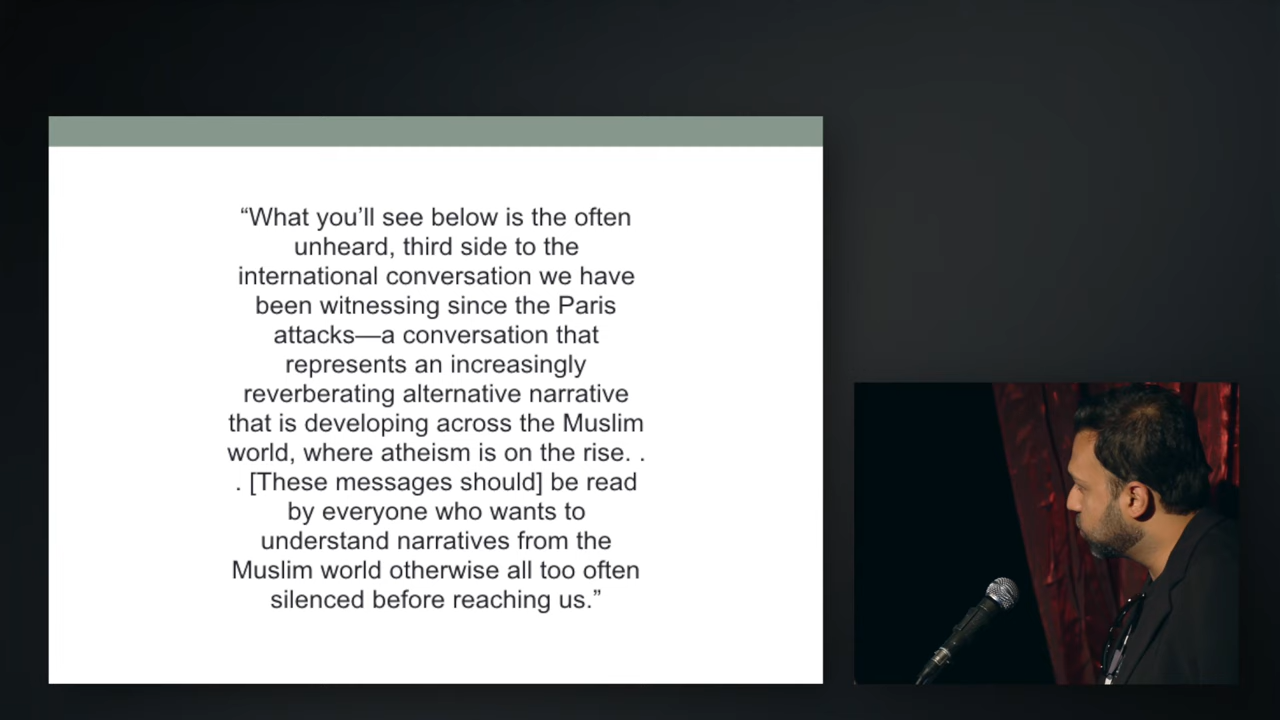 “What you’ll see below is the often
unheard, third side to the
international conversation we have
been witnessing since the Paris
attacks—a conversation that
represents an increasingly
reverberating alternative narrative
that is developing across the Muslim
world, where atheism is on the rise. .
. [These messages should] be read
by everyone who wants to
understand narratives from the
Muslim world otherwise all too often
silenced before reaching us.”